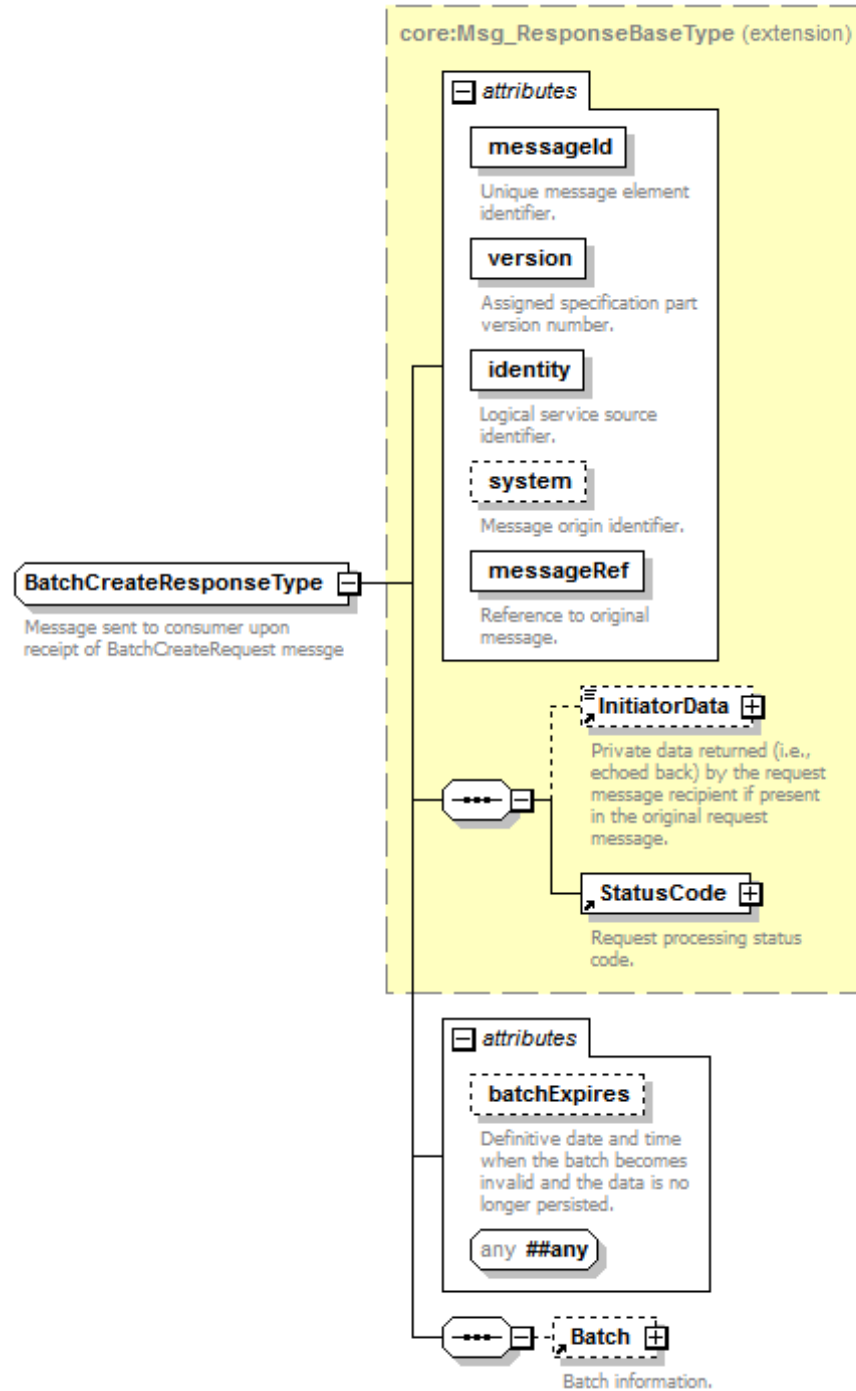 core:Msg_ResponseBaseType (extension)
attributes
messageId
Unique message element
identifier.
version
Assigned specification part
version number.
identity
Logical service source
identifier.
system
Message origin identifier.
messageRef
Reference to original
message.
BatchCreateResponseType
Message sent to consumer upon
receipt of BatchCreateRequest messge
InitiatorData
Private data returned (i.e.,
echoed back) by the request
message recipient if present
in the original request
message.
StatusCode
Request processing status
code.
attributes
batchExpires
Definitive date and time
when the batch becomes
invalid and the data is no
longer persisted.
any ##any
Batch
Batch information.